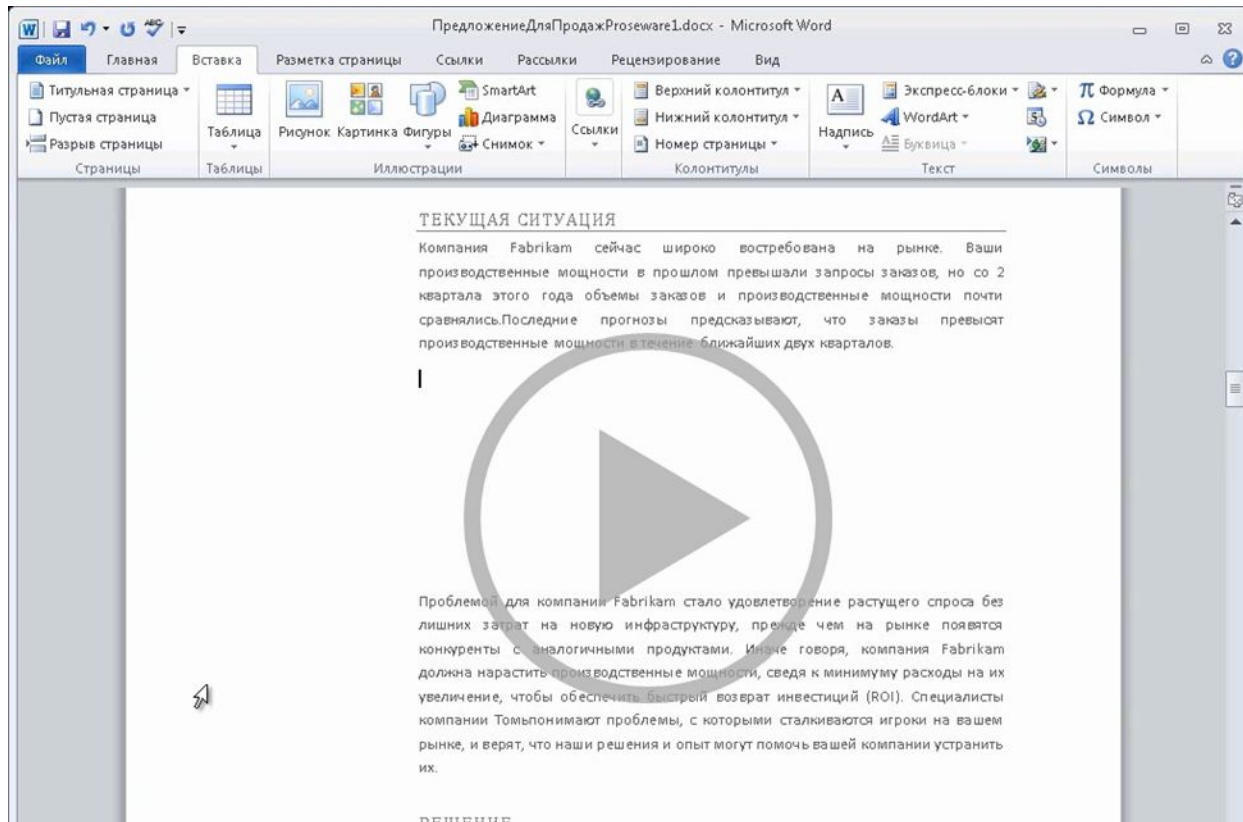 ПредложениеДляПродажProseware1.docx - Microsoft Word
Файл Главная Вставка Разметка страницы Ссылки Рассылки Рецензирование Вид
Титульная страница
Пустая страница
Разрыв страницы
Страницы
Таблица
Таблицы
Рисунок Картинка Фигуры
SmartArt
Диаграмма
Снимок
Иллюстрации
Ссылки
Верхний колонтитул
Нижний колонтитул
Номер страницы
Колонтитулы
Надпись
Экспресс-блоки
WordArt
Буквица
Текст
Формула
Символ
Символы
ТЕКУЩАЯ СИТУАЦИЯ
Компания Fabrikam сейчас широко востребована на рынке. Ваши
производственные мощности в прошлом превышали запросы заказов, но со 2
квартала этого года объемы заказов и производственные мощности почти
сравнялись.Последние прогнозы предсказывают, что заказы превысят
производственные мощности в течение ближайших двух кварталов.
Проблемой для компании Fabrikam стало удовлетворение растущего спроса без
лишних затрат на новую инфраструктуру, прежде чем на рынке появятся
конкуренты с аналогичными продуктами. Иначе говоря, компания Fabrikam
должна нарастить производственные мощности, сведя к минимуму расходы на их
увеличение, чтобы обеспечить быстрый возврат инвестиций (ROI). Специалисты
компании Томьпонимают проблемы, с которыми сталкиваются игроки на вашем
рынке, и верят, что наши решения и опыт могут помочь вашей компании устранить
их.
РЕШЕНИЕ